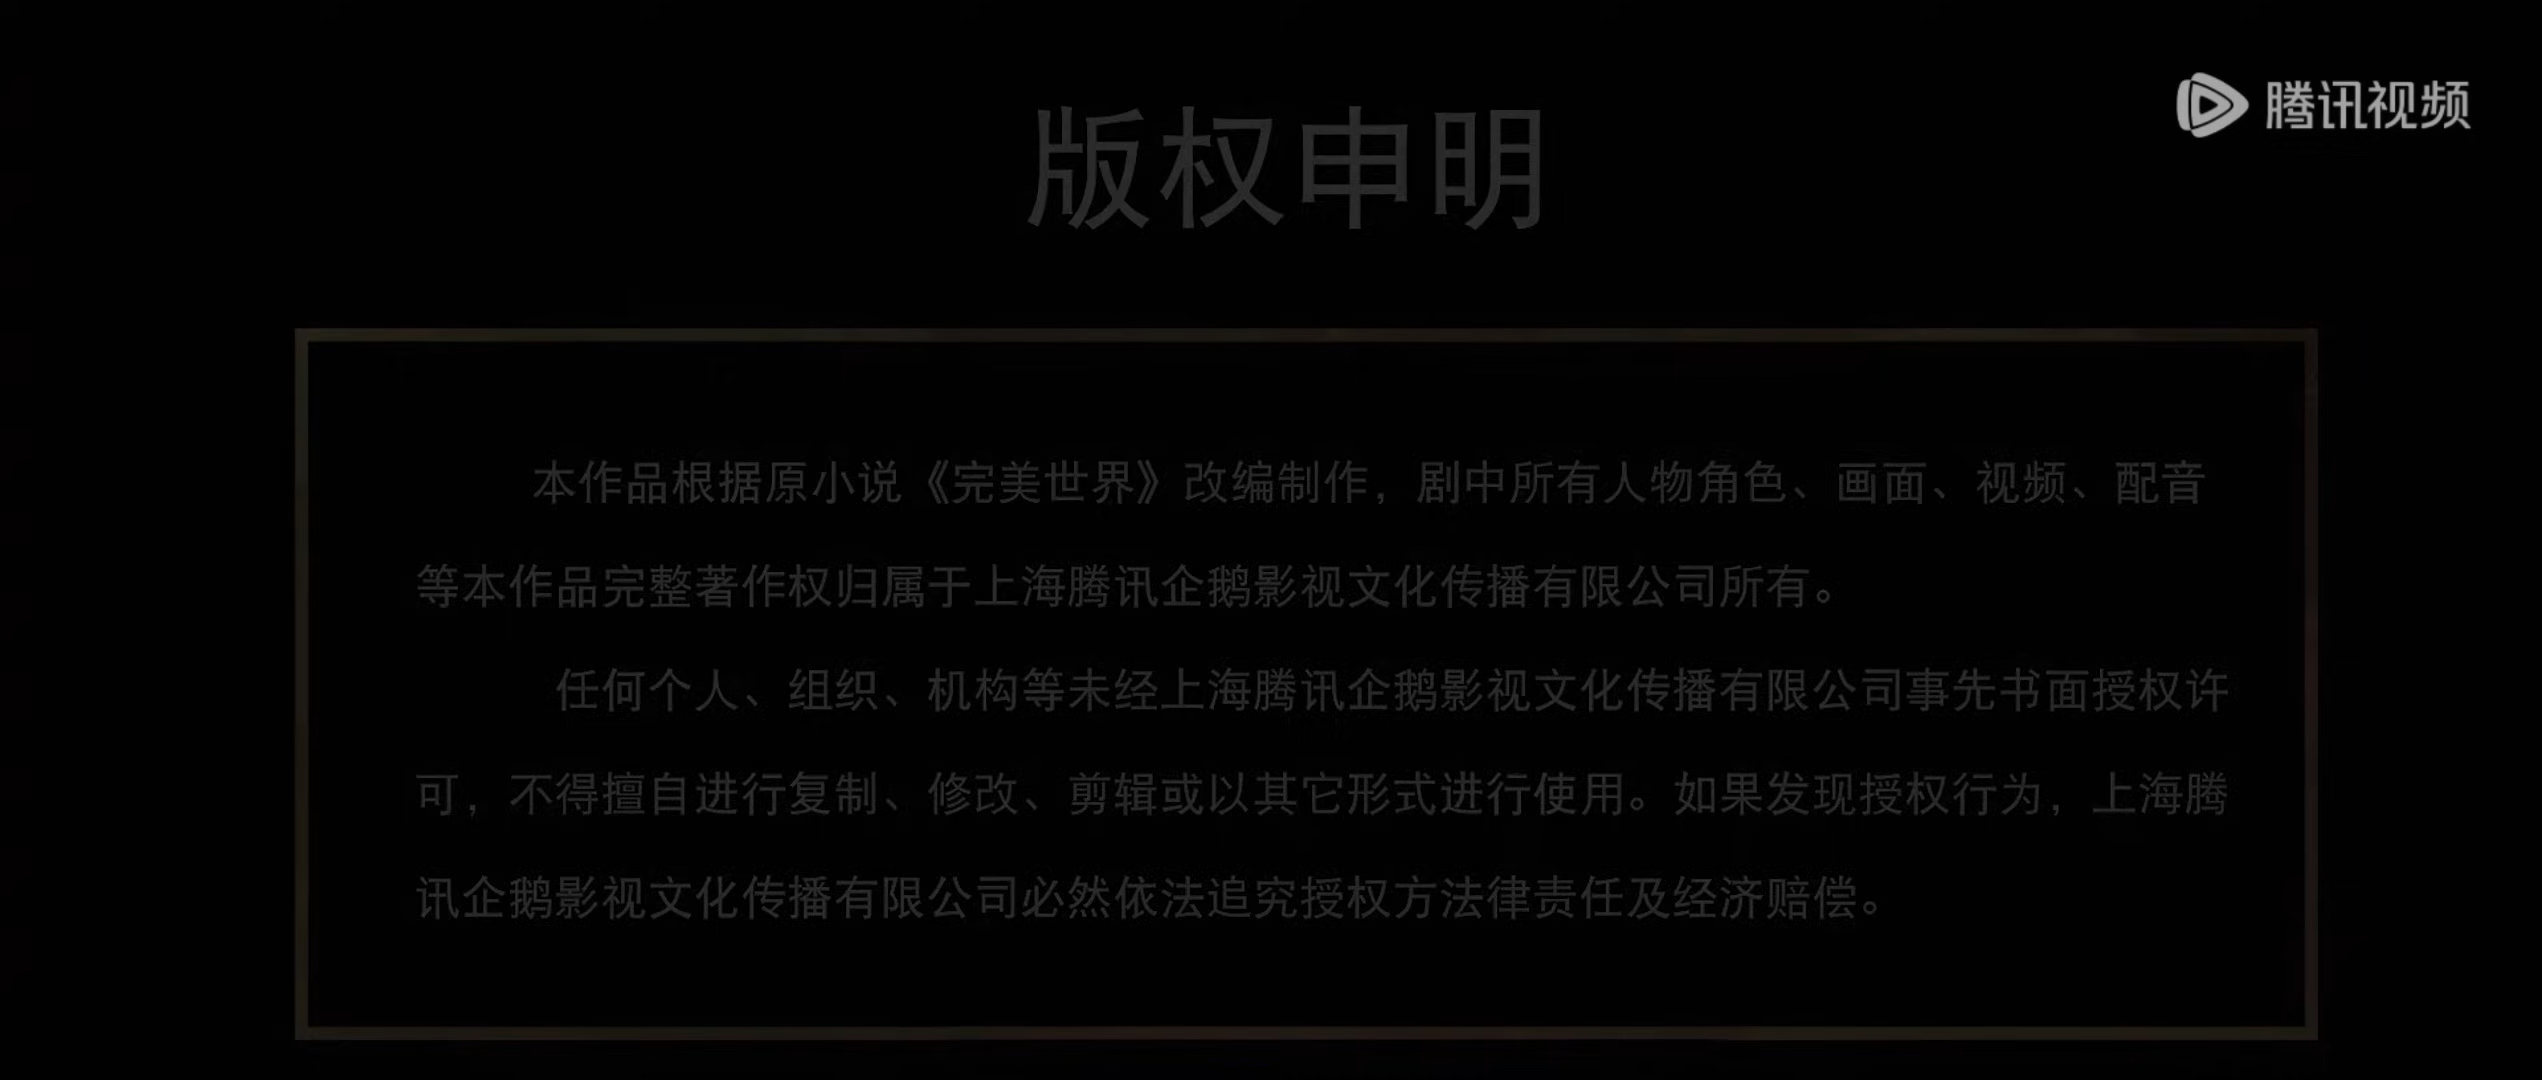 腾讯视频
版权申明
本作品根据原小说《完美世界》改编制作，剧中所有人物角色、画面、视频、配音
等本作品完整著作权归属于上海腾讯企鹅影视文化传播有限公司所有。
任何个人、组织、机构等未经上海腾讯企鹅影视文化传播有限公司事先书面授权许
可，不得擅自进行复制、修改、剪辑或以其它形式进行使用。如果发现授权行为，上海腾
讯企鹅影视文化传播有限公司必然依法追究授权方法律责任及经济赔偿。